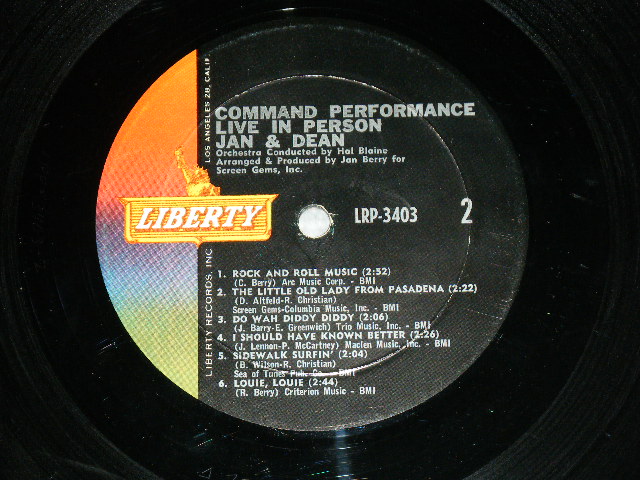 COMMAND PERFORMANCE
LIVE IN PERSON
JAN & DEAN
Orchestra Conducted by Hal Blaine
Arranged & Produced by Jan Berry for
Screen Gems, Inc.
LIBERTY
LRP-3403
2
1. ROCK AND ROLL MUSIC (2:52)
(C. Berry) Arc Music Corp. - BMI
2. THE LITTLE OLD LADY FROM PASADENA (2:22)
(D. Altfeld-R. Christian)
Screen Gems-Columbia Music, Inc. - BMI
3. DO WAH DIDDY DIDDY (2:06)
(J. Barry-E. Greenwich) Trio Music, Inc. - BMI
4. I SHOULD HAVE KNOWN BETTER (2:26)
(J. Lennon-P. McCartney) Maclen Music, Inc. - BMI
5. SIDEWALK SURFIN' (2:04)
(B. Wilson-R. Christian)
Sea of Tunes Pub. Co. - BMI
6. LOUIE, LOUIE (2:44)
(R. Berry) Criterion Music - BMI
LIBERTY RECORDS, INC.
LOS ANGELES 28, CALIF.